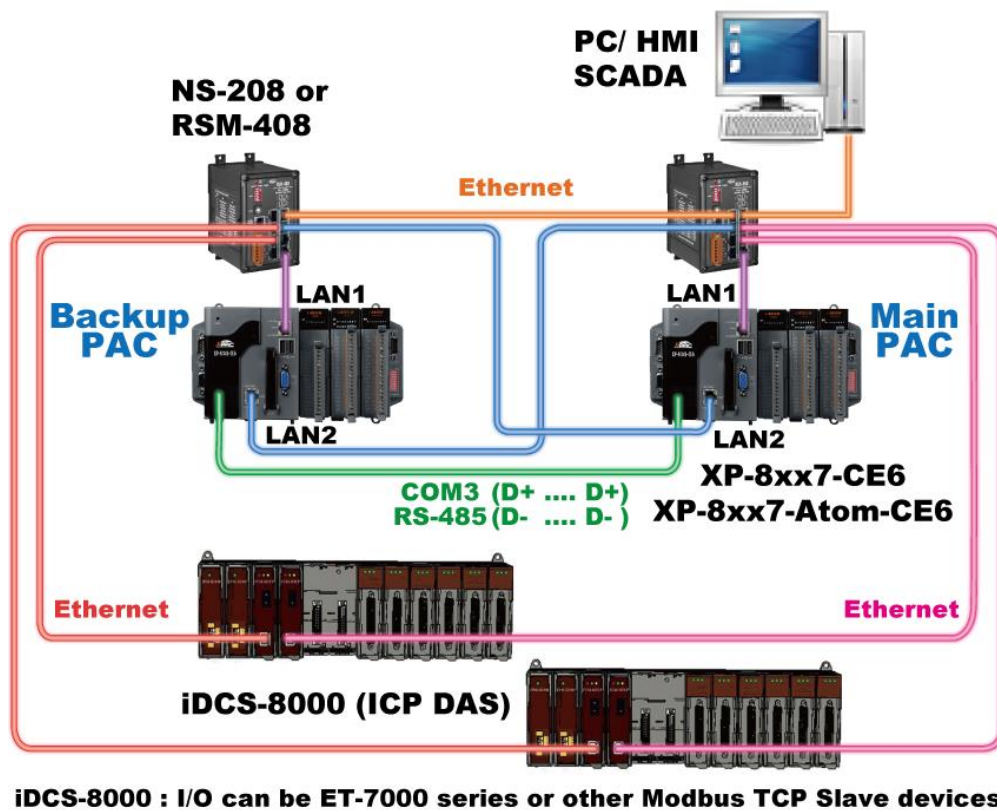 PC/ HMI
SCADA
NS-208 or
RSM-408
Ethernet
LAN1
LAN1
Backup
PAC
Main
PAC
LAN2
LAN2
XP-8xx7-CE6
XP-8xx7-Atom-CE6
COM3 (D+ .... D+)
RS-485 (D- .... D- )
Ethernet
Ethernet
iDCS-8000 (ICP DAS)
iDCS-8000 : I/O can be ET-7000 series or other Modbus TCP Slave devices